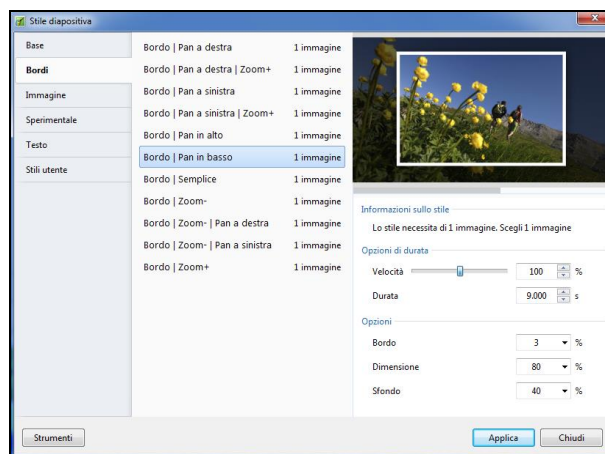 Stile diapositiva
Base
Bordi
Immagine
Sperimentale
Testo
Stili utente
Bordo | Pan a destra 1 immagine
Bordo | Pan a destra | Zoom+ 1 immagine
Bordo | Pan a sinistra 1 immagine
Bordo | Pan a sinistra | Zoom+ 1 immagine
Bordo | Pan in alto 1 immagine
Bordo | Pan in basso 1 immagine
Bordo | Semplice 1 immagine
Bordo | Zoom- 1 immagine
Bordo | Zoom- | Pan a destra 1 immagine
Bordo | Zoom- | Pan a sinistra 1 immagine
Bordo | Zoom+ 1 immagine
Informazioni sullo stile
Lo stile necessita di 1 immagine. Scegli 1 immagine
Opzioni di durata
Velocità 100 %
Durata 9.000 s
Opzioni
Bordo 3 %
Dimensione 80 %
Sfondo 40 %
Strumenti
Applica
Chiudi